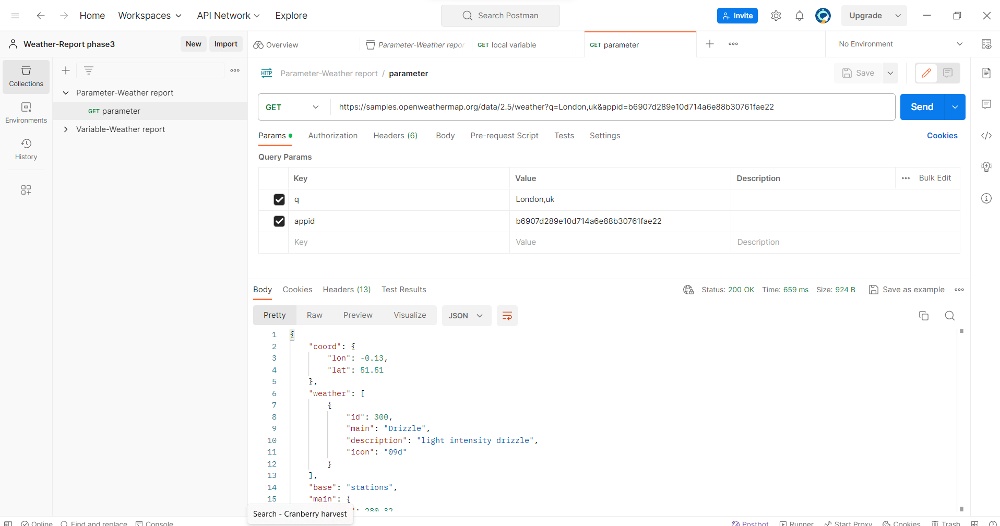 Home Workspaces API Network Explore Search Postman Invite Upgrade
Weather-Report phase3 New Import
Overview Parameter-Weather repor GET local variable GET parameter No Environment
Collections
Environments
History
Parameter-Weather report
GET parameter
Variable-Weather report
HTTP Parameter-Weather report / parameter Save
GET https://samples.openweathermap.org/data/2.5/weather?q=London,uk&appid=b6907d289e10d714a6e88b30761fae22 Send
Params Authorization Headers (6) Body Pre-request Script Tests Settings Cookies
Query Params
Key Value Description Bulk Edit
q London,uk
appid b6907d289e10d714a6e88b30761fae22
Key Value Description
Body Cookies Headers (13) Test Results Status: 200 OK Time: 659 ms Size: 924 B Save as example
Pretty Raw Preview Visualize JSON
1 {
2 "coord": {
3 "lon": -0.13,
4 "lat": 51.51
5 },
6 "weather": [
7 {
8 "id": 300,
9 "main": "Drizzle",
10 "description": "light intensity drizzle",
11 "icon": "09d"
12 }
13 ],
14 "base": "stations",
15 "main": {
": 280.32
Search - Cranberry harvest
Online Find and replace Console Postbot Runner Start Proxy Cookies Trash